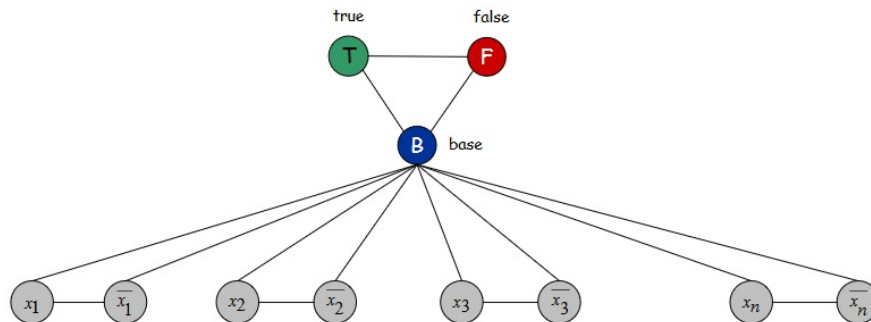 true false
T F
B base
x₁ x̅₁ x₂ x̅₂ x₃ x̅₃ xₙ x̅ₙ